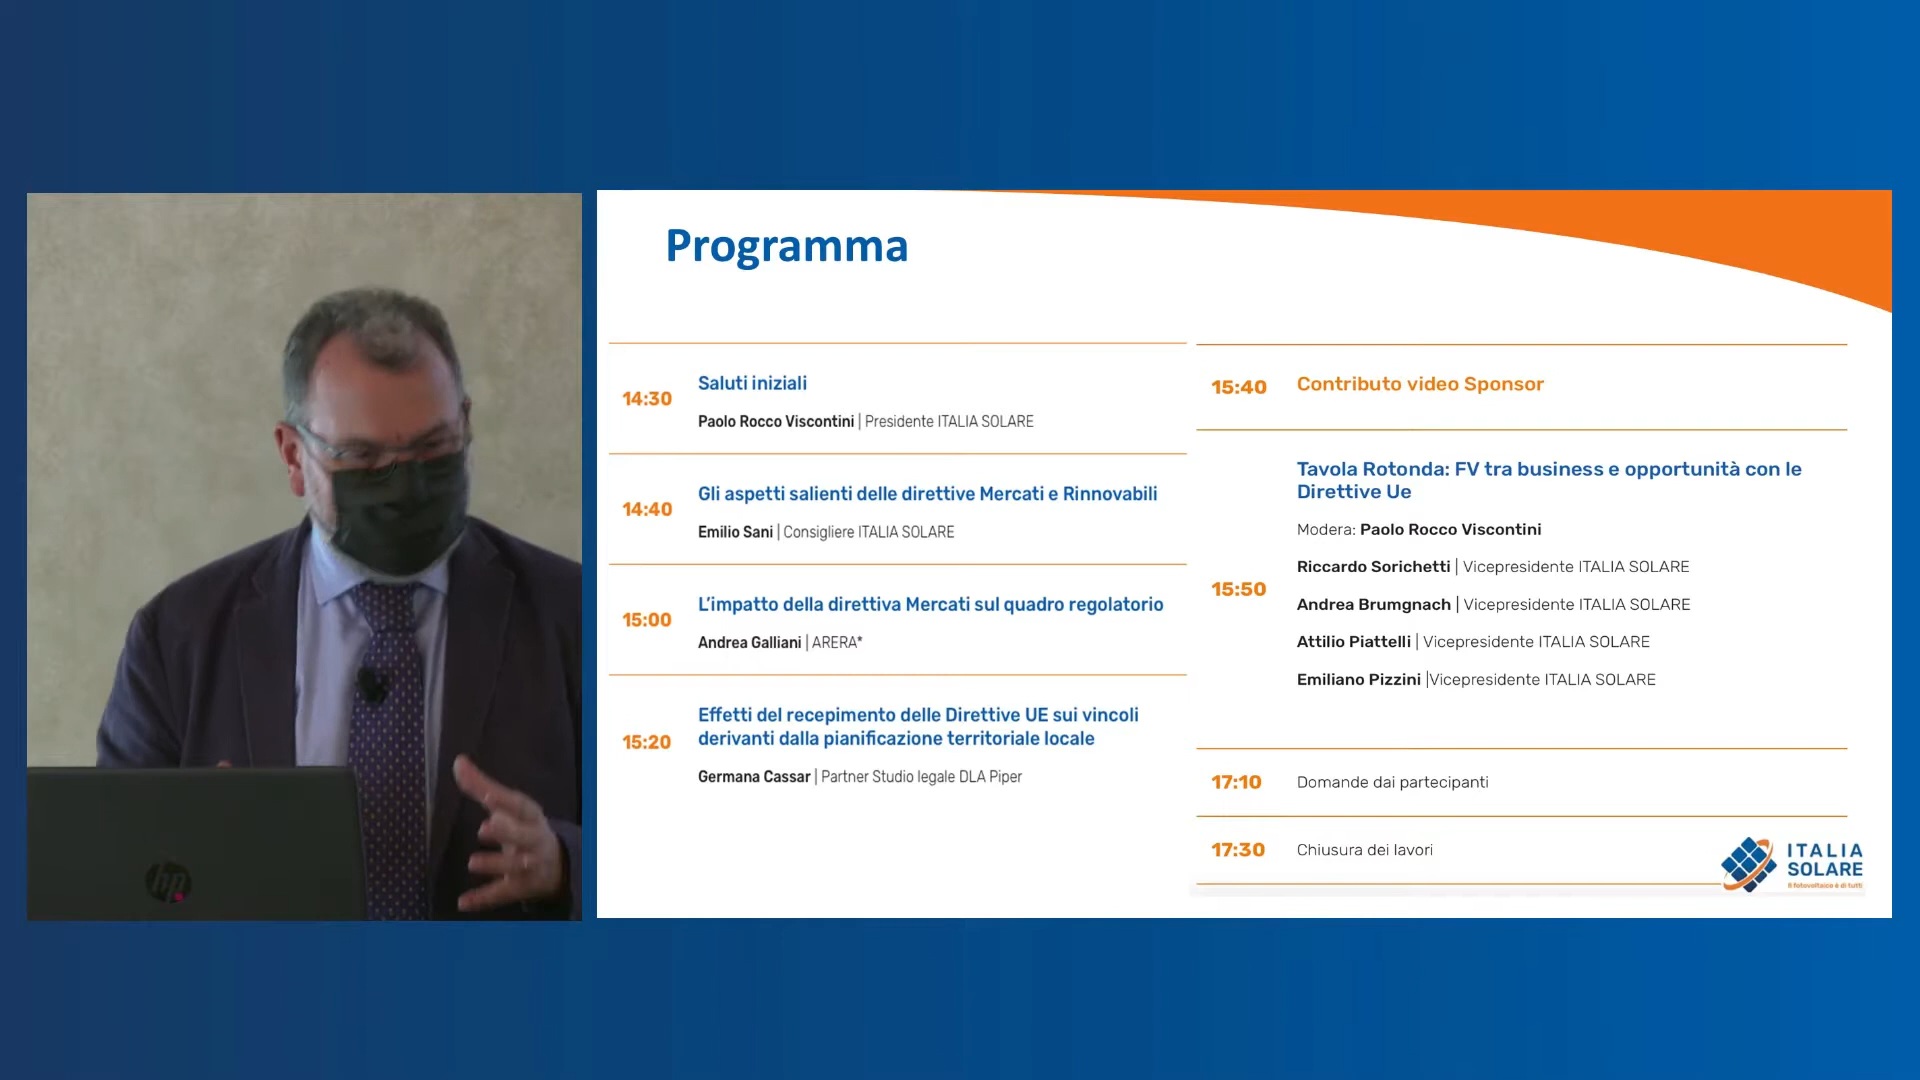 Programma
14:30
Saluti iniziali
Paolo Rocco Viscontini | Presidente ITALIA SOLARE
14:40
Gli aspetti salienti delle direttive Mercati e Rinnovabili
Emilio Sani | Consigliere ITALIA SOLARE
15:00
L'impatto della direttiva Mercati sul quadro regolatorio
Andrea Galliani | ARERA*
15:20
Effetti del recepimento delle Direttive UE sui vincoli
derivanti dalla pianificazione territoriale locale
Germana Cassar | Partner Studio legale DLA Piper
15:40
Contributo video Sponsor
15:50
Tavola Rotonda: FV tra business e opportunità con le
Direttive Ue
Modera: Paolo Rocco Viscontini
Riccardo Sorichetti | Vicepresidente ITALIA SOLARE
Andrea Brumgnach | Vicepresidente ITALIA SOLARE
Attilio Piattelli | Vicepresidente ITALIA SOLARE
Emiliano Pizzini |Vicepresidente ITALIA SOLARE
17:10
Domande dai partecipanti
17:30
Chiusura dei lavori
ITALIA
SOLARE
Il fotovoltaico è di tutti
hp